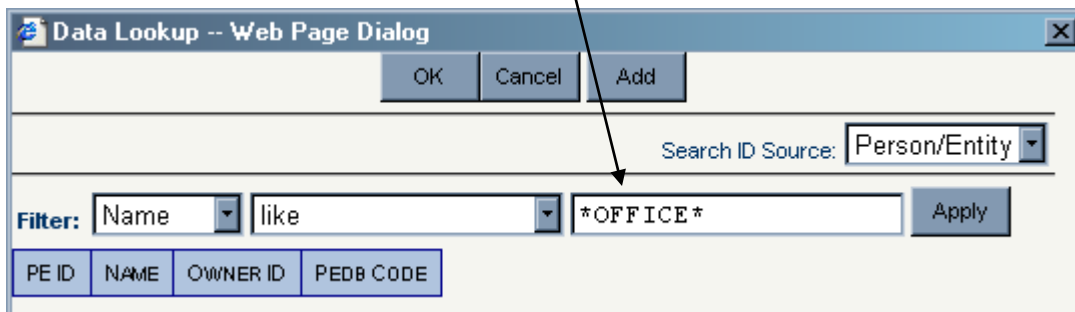 Data Lookup -- Web Page Dialog
OK Cancel Add
Search ID Source: Person/Entity
Filter: Name like *OFFICE* Apply
PE ID NAME OWNER ID PEDB CODE